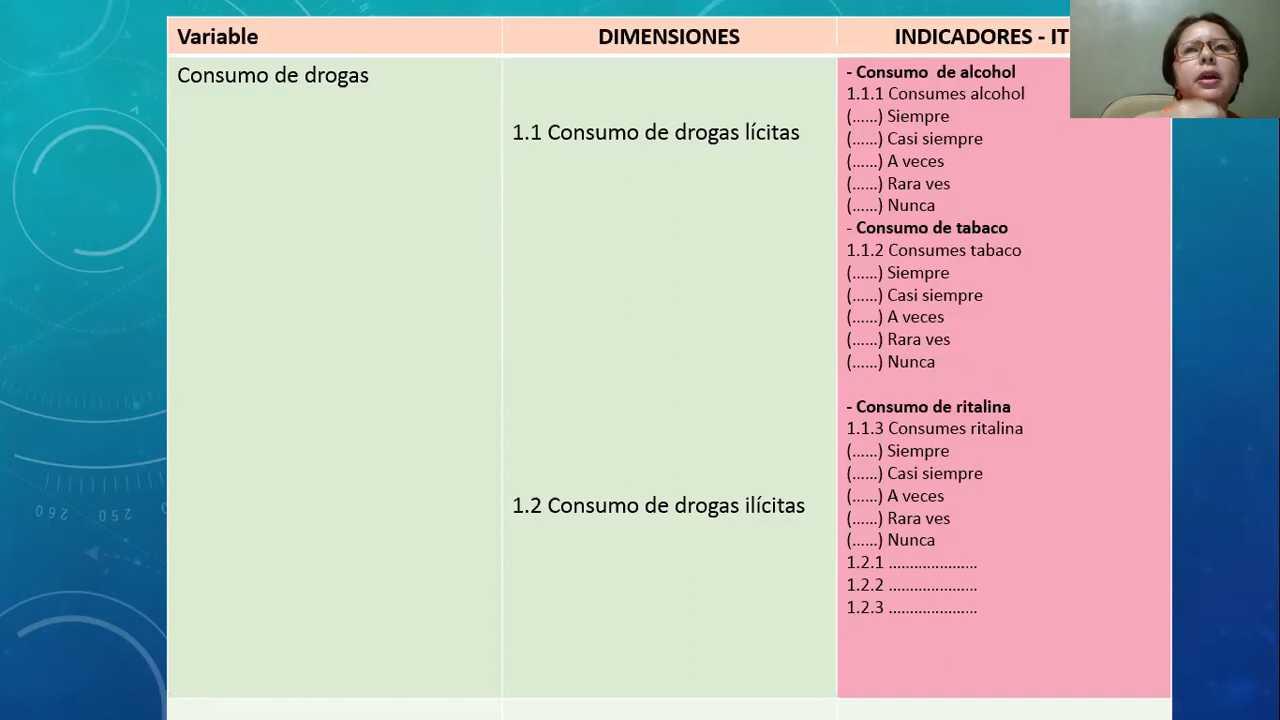 Variable
DIMENSIONES
INDICADORES - IT
Consumo de drogas
1.1 Consumo de drogas lícitas
1.2 Consumo de drogas ilícitas
- Consumo de alcohol
1.1.1 Consumes alcohol
(......) Siempre
(......) Casi siempre
(......) A veces
(......) Rara ves
(......) Nunca
- Consumo de tabaco
1.1.2 Consumes tabaco
(......) Siempre
(......) Casi siempre
(......) A veces
(......) Rara ves
(......) Nunca
- Consumo de ritalina
1.1.3 Consumes ritalina
(......) Siempre
(......) Casi siempre
(......) A veces
(......) Rara ves
(......) Nunca
1.2.1 .....................
1.2.2 .....................
1.2.3 .....................
260 250